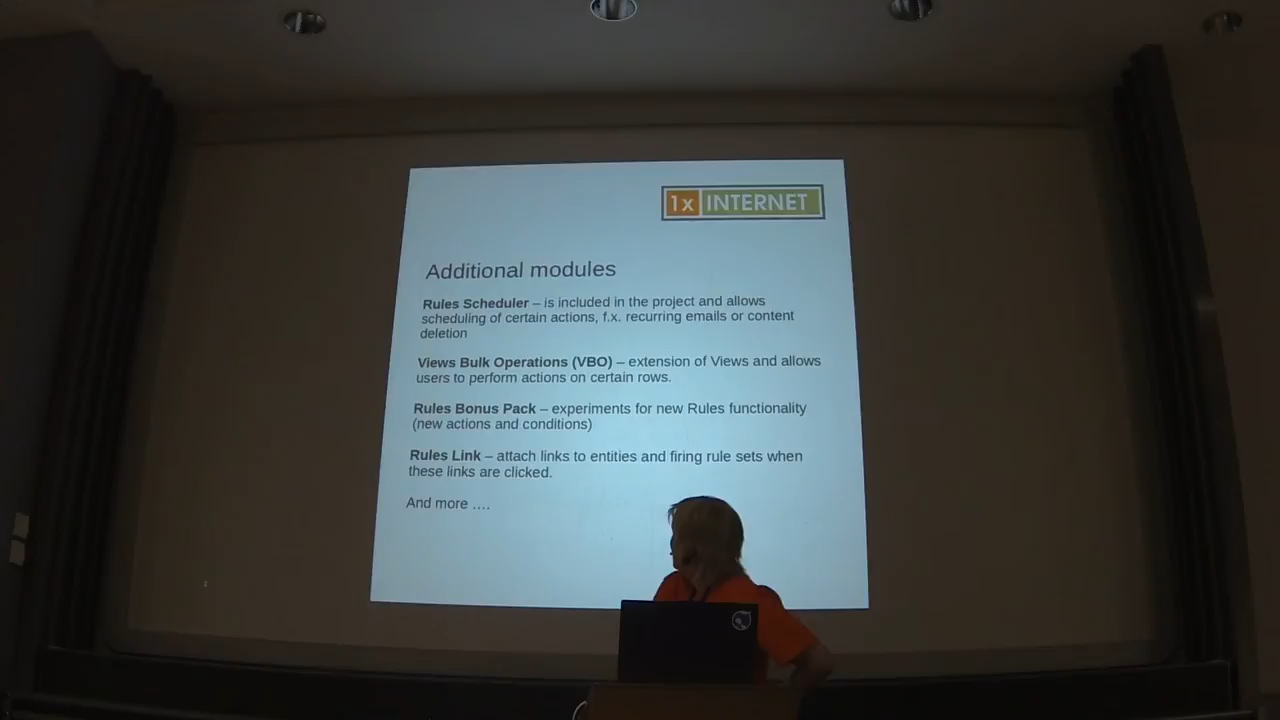 1x INTERNET
Additional modules
Rules Scheduler – is included in the project and allows
scheduling of certain actions, f.x. recurring emails or content
deletion
Views Bulk Operations (VBO) – extension of Views and allows
users to perform actions on certain rows.
Rules Bonus Pack – experiments for new Rules functionality
(new actions and conditions)
Rules Link – attach links to entities and firing rule sets when
these links are clicked.
And more ….